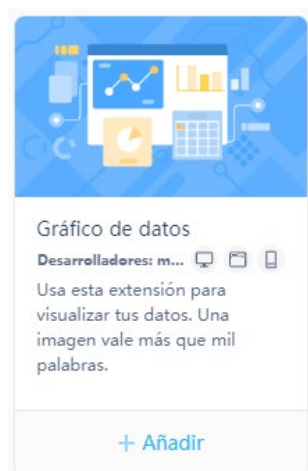 Gráfico de datos
Desarrolladores: m...
Usa esta extensión para
visualizar tus datos. Una
imagen vale más que mil
palabras.
+ Añadir